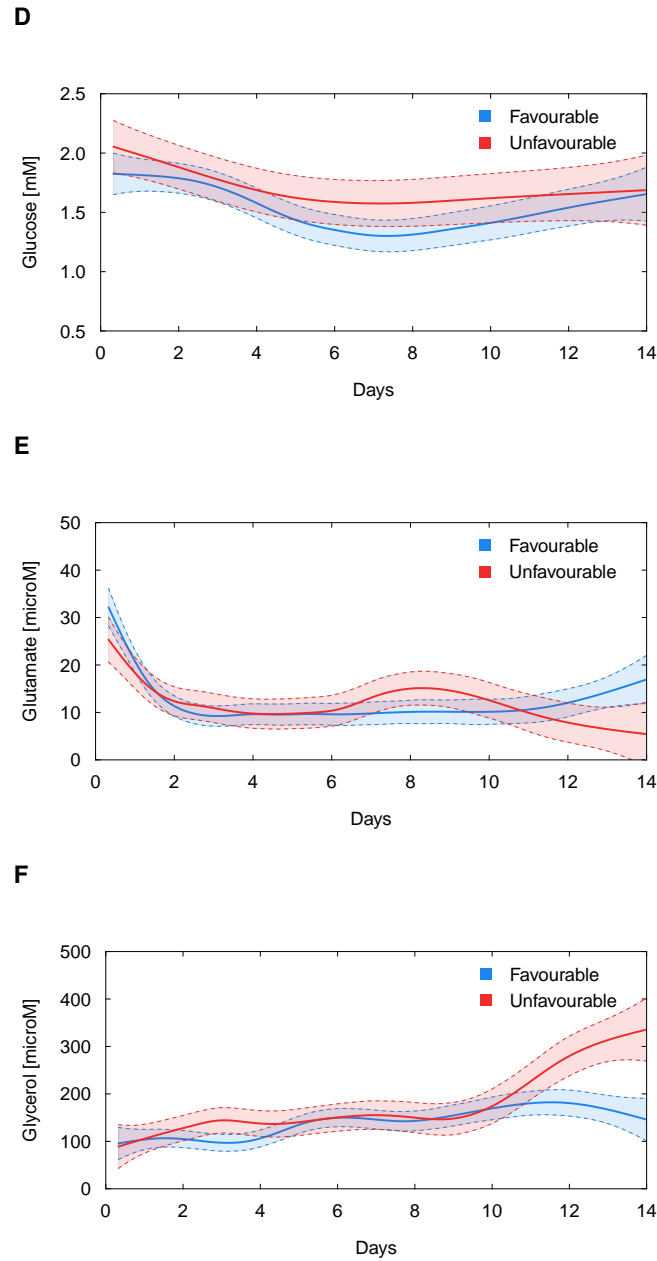 D
2.5
Favourable
2.0
Unfavourable
Glucose [mM]
1.5
1.0
0.5
0 2 4 6 8 10 12 14
Days
E
50
Favourable
40
Unfavourable
Glutamate [microM]
30
20
10
0
0 2 4 6 8 10 12 14
Days
F
500
Favourable
400
Unfavourable
Glycerol [microM]
300
200
100
0
0 2 4 6 8 10 12 14
Days